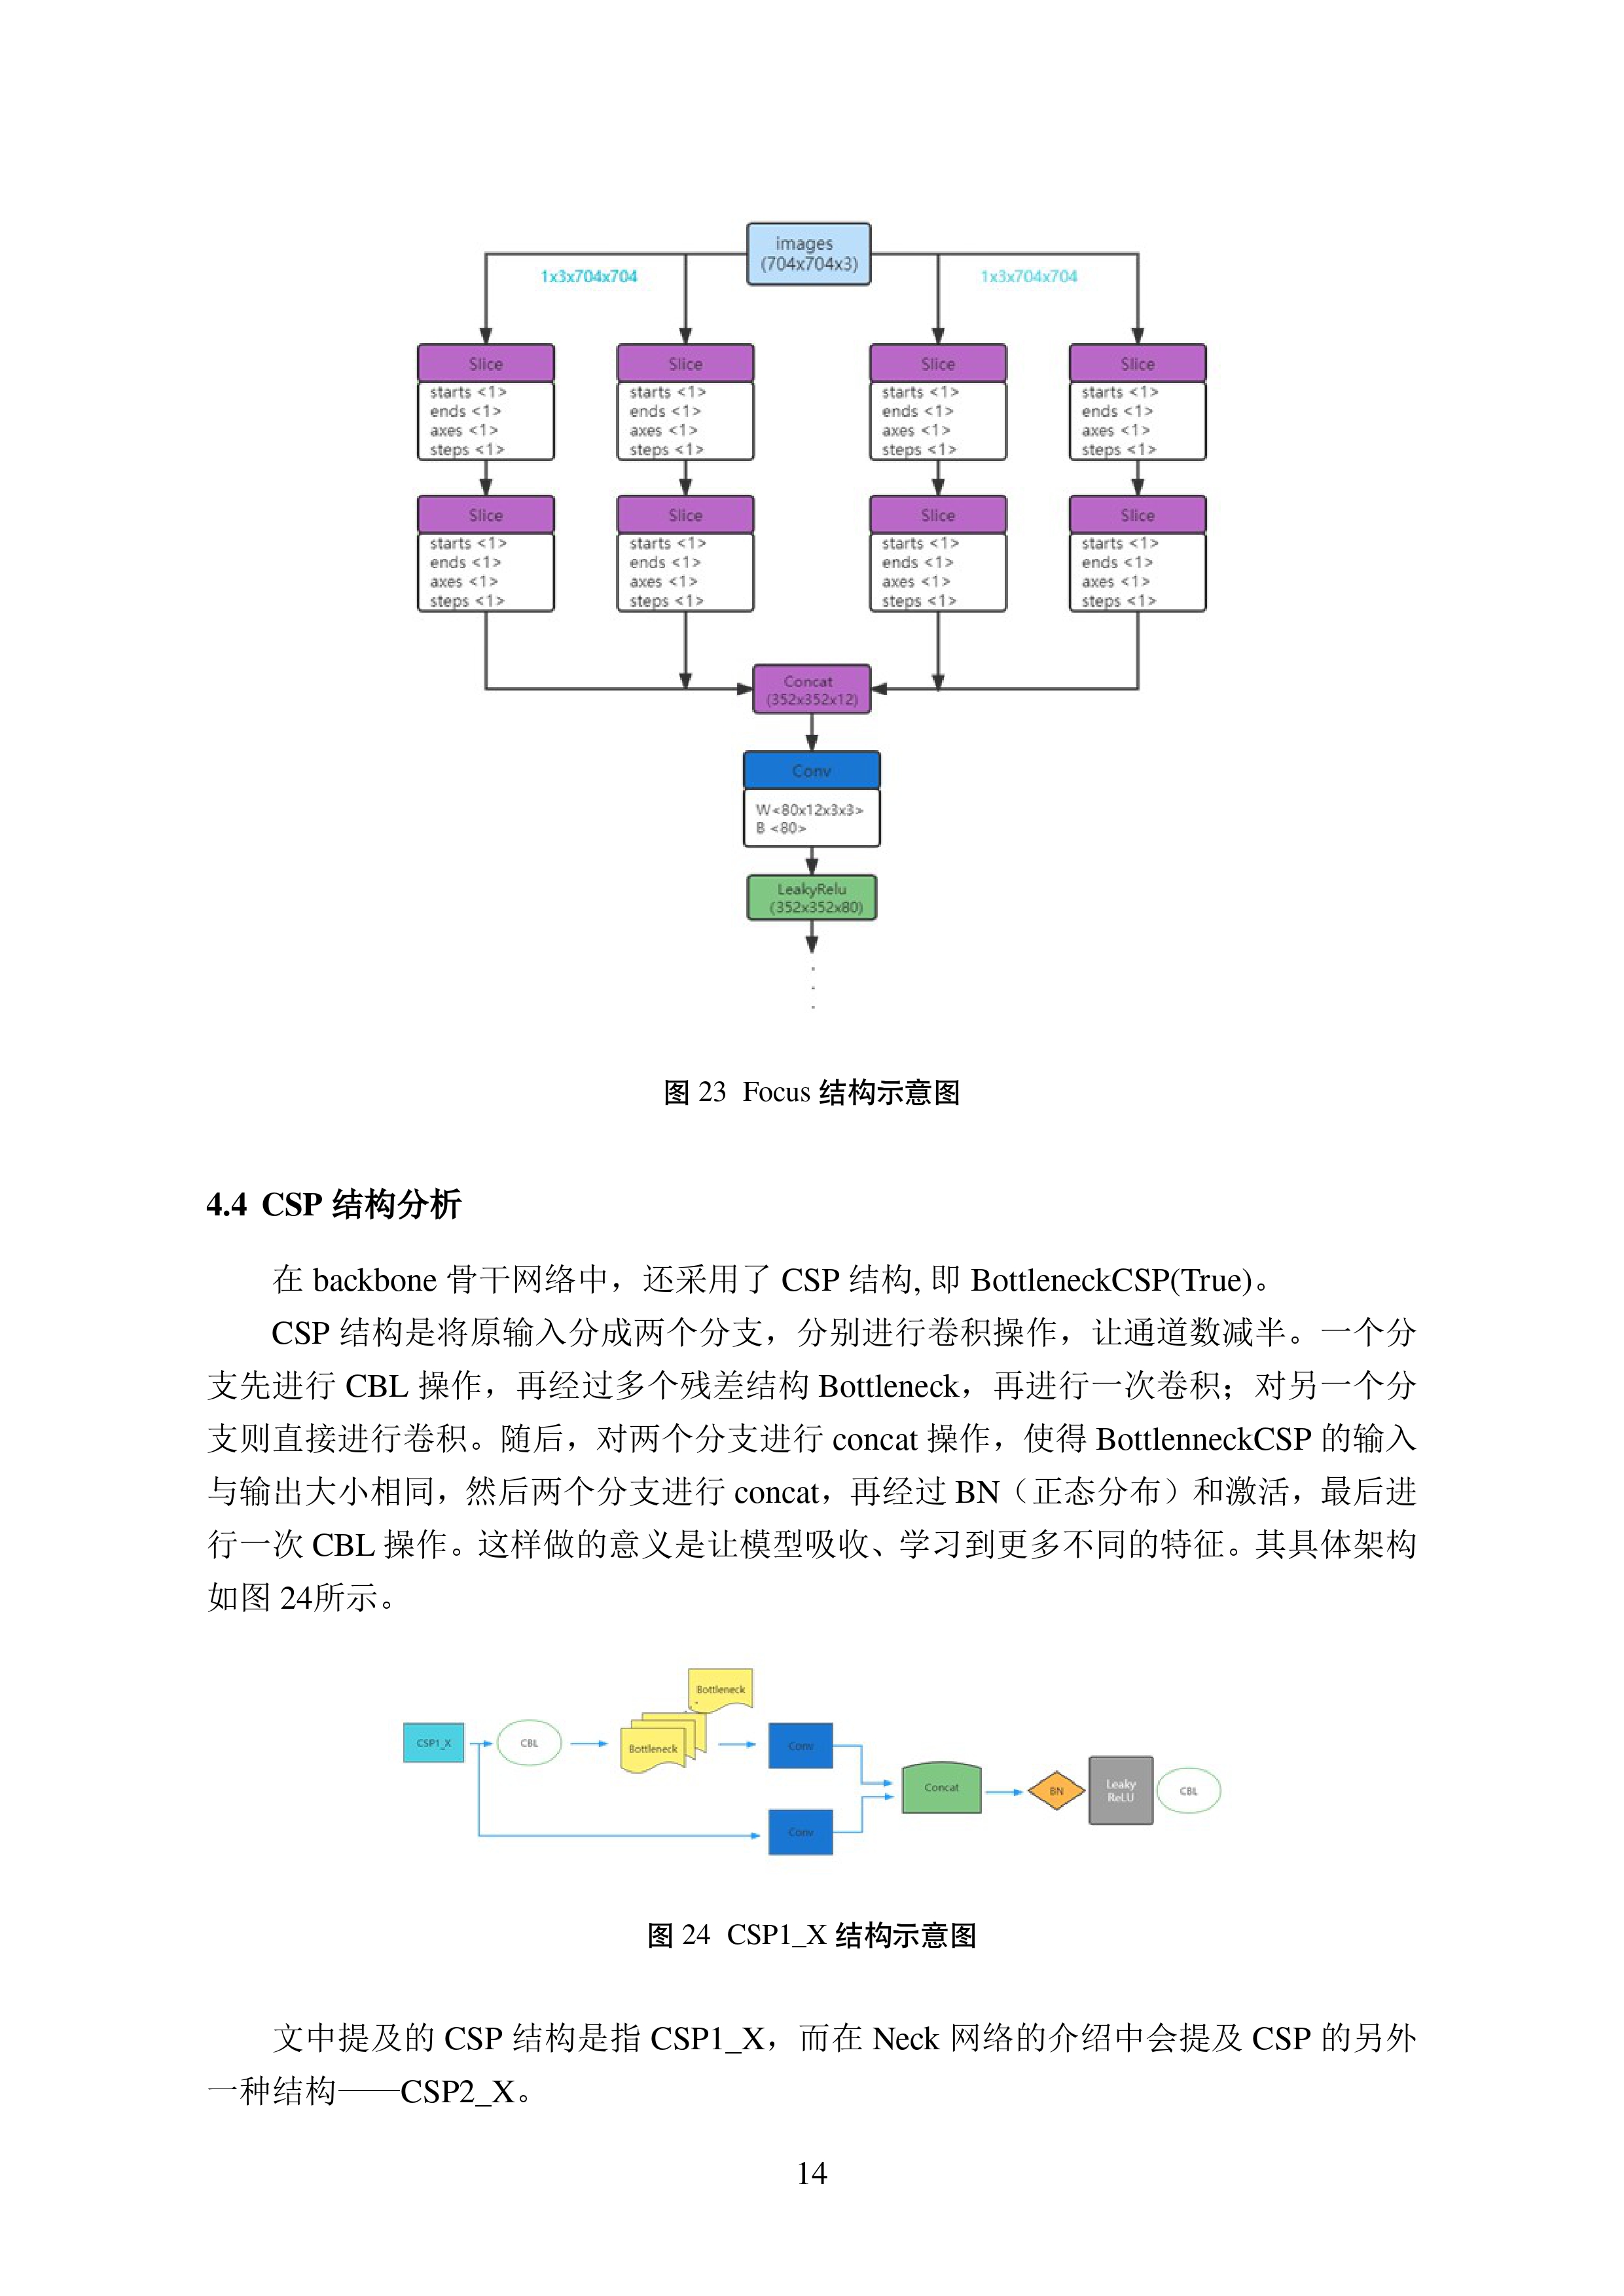 images
(704x704x3)
1x3x704x704 1x3x704x704
Slice Slice Slice Slice
starts <1> starts <1> starts <1> starts <1>
ends <1> ends <1> ends <1> ends <1>
axes <1> axes <1> axes <1> axes <1>
steps <1> steps <1> steps <1> steps <1>
Slice Slice Slice Slice
starts <1> starts <1> starts <1> starts <1>
ends <1> ends <1> ends <1> ends <1>
axes <1> axes <1> axes <1> axes <1>
steps <1> steps <1> steps <1> steps <1>
Concat
(352x352x12)
Conv
W<80x12x3x3>
B <80>
LeakyRelu
(352x352x80)
图 23 Focus 结构示意图
4.4 CSP 结构分析
在 backbone 骨干网络中，还采用了 CSP 结构, 即 BottleneckCSP(True)。
CSP 结构是将原输入分成两个分支，分别进行卷积操作，让通道数减半。一个分
支先进行 CBL 操作，再经过多个残差结构 Bottleneck，再进行一次卷积；对另一个分
支则直接进行卷积。随后，对两个分支进行 concat 操作，使得 BottlenneckCSP 的输入
与输出大小相同，然后两个分支进行 concat，再经过 BN（正态分布）和激活，最后进
行一次 CBL 操作。这样做的意义是让模型吸收、学习到更多不同的特征。其具体架构
如图 24所示。
Bottleneck
CSP1_X CBL Bottleneck Conv
Concat BN Leaky ReLU CBL
Conv
图 24 CSP1_X 结构示意图
文中提及的 CSP 结构是指 CSP1_X，而在 Neck 网络的介绍中会提及 CSP 的另外
一种结构——CSP2_X。
14